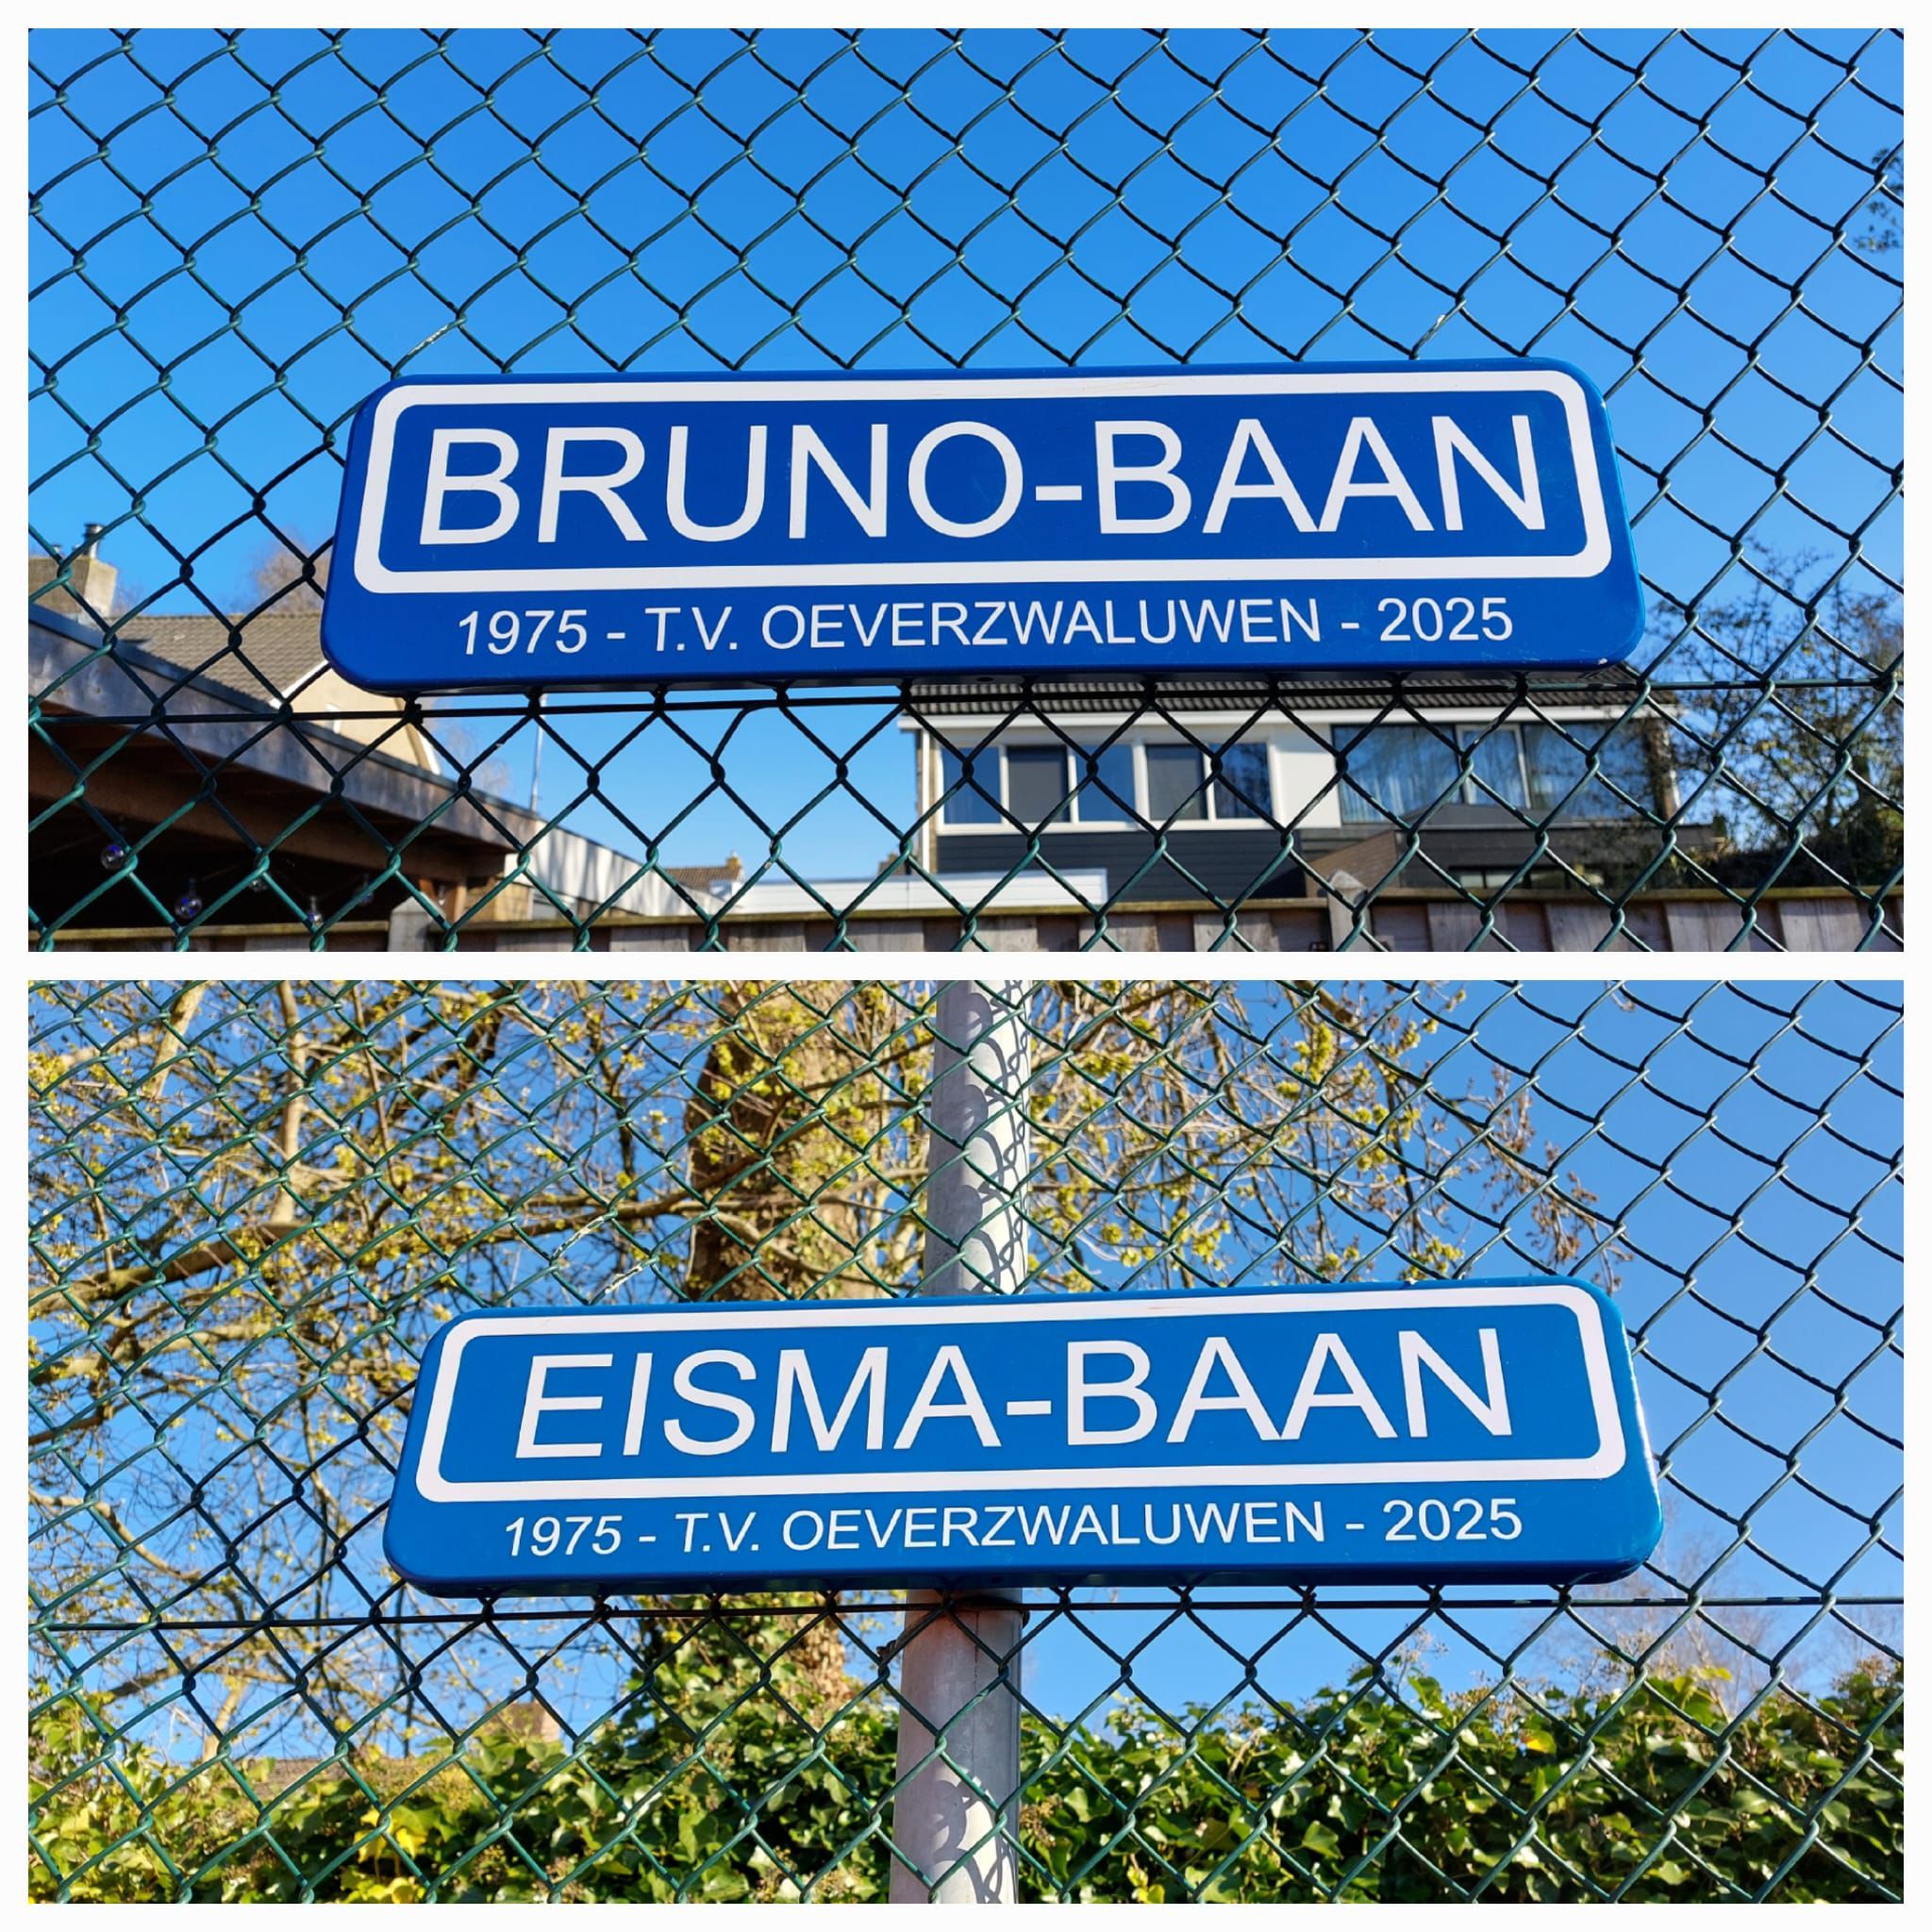 BRUNO-BAAN
1975 - T.V. OEVERZWALUWEN - 2025
EISMA-BAAN
1975 - T.V. OEVERZWALUWEN - 2025